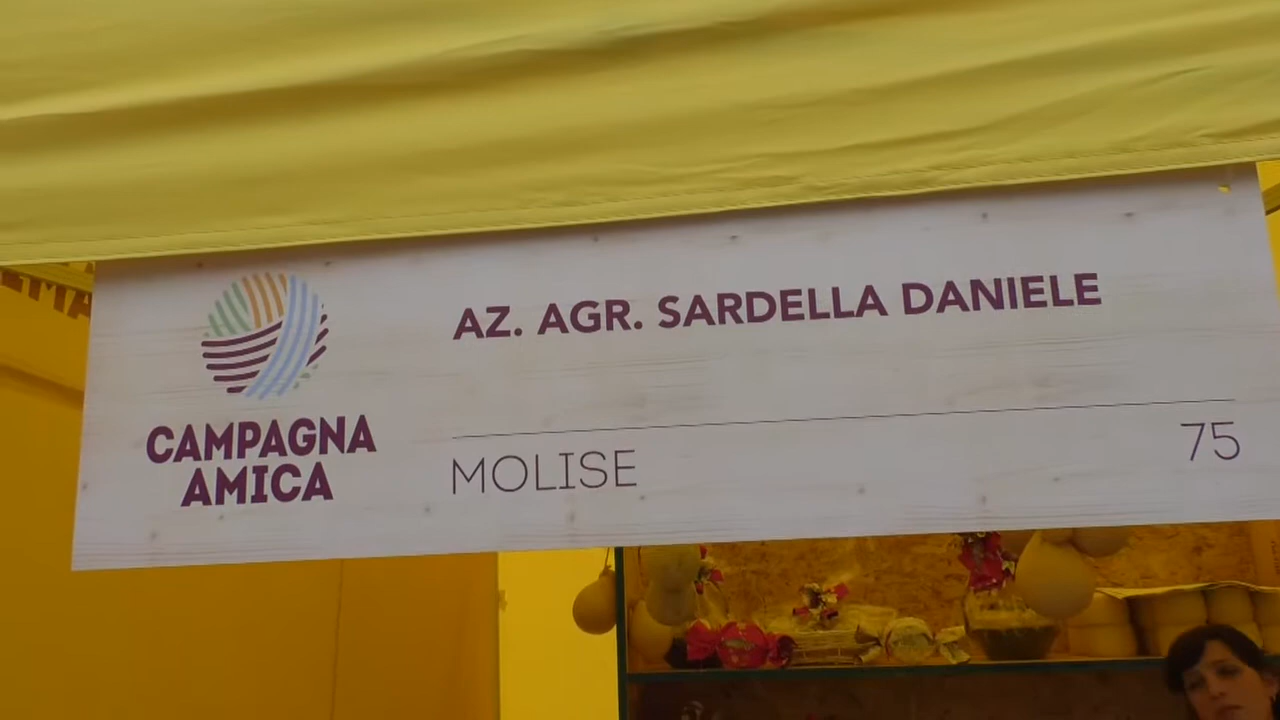 AZ. AGR. SARDELLA DANIELE
CAMPAGNA
AMICA
MOLISE
75